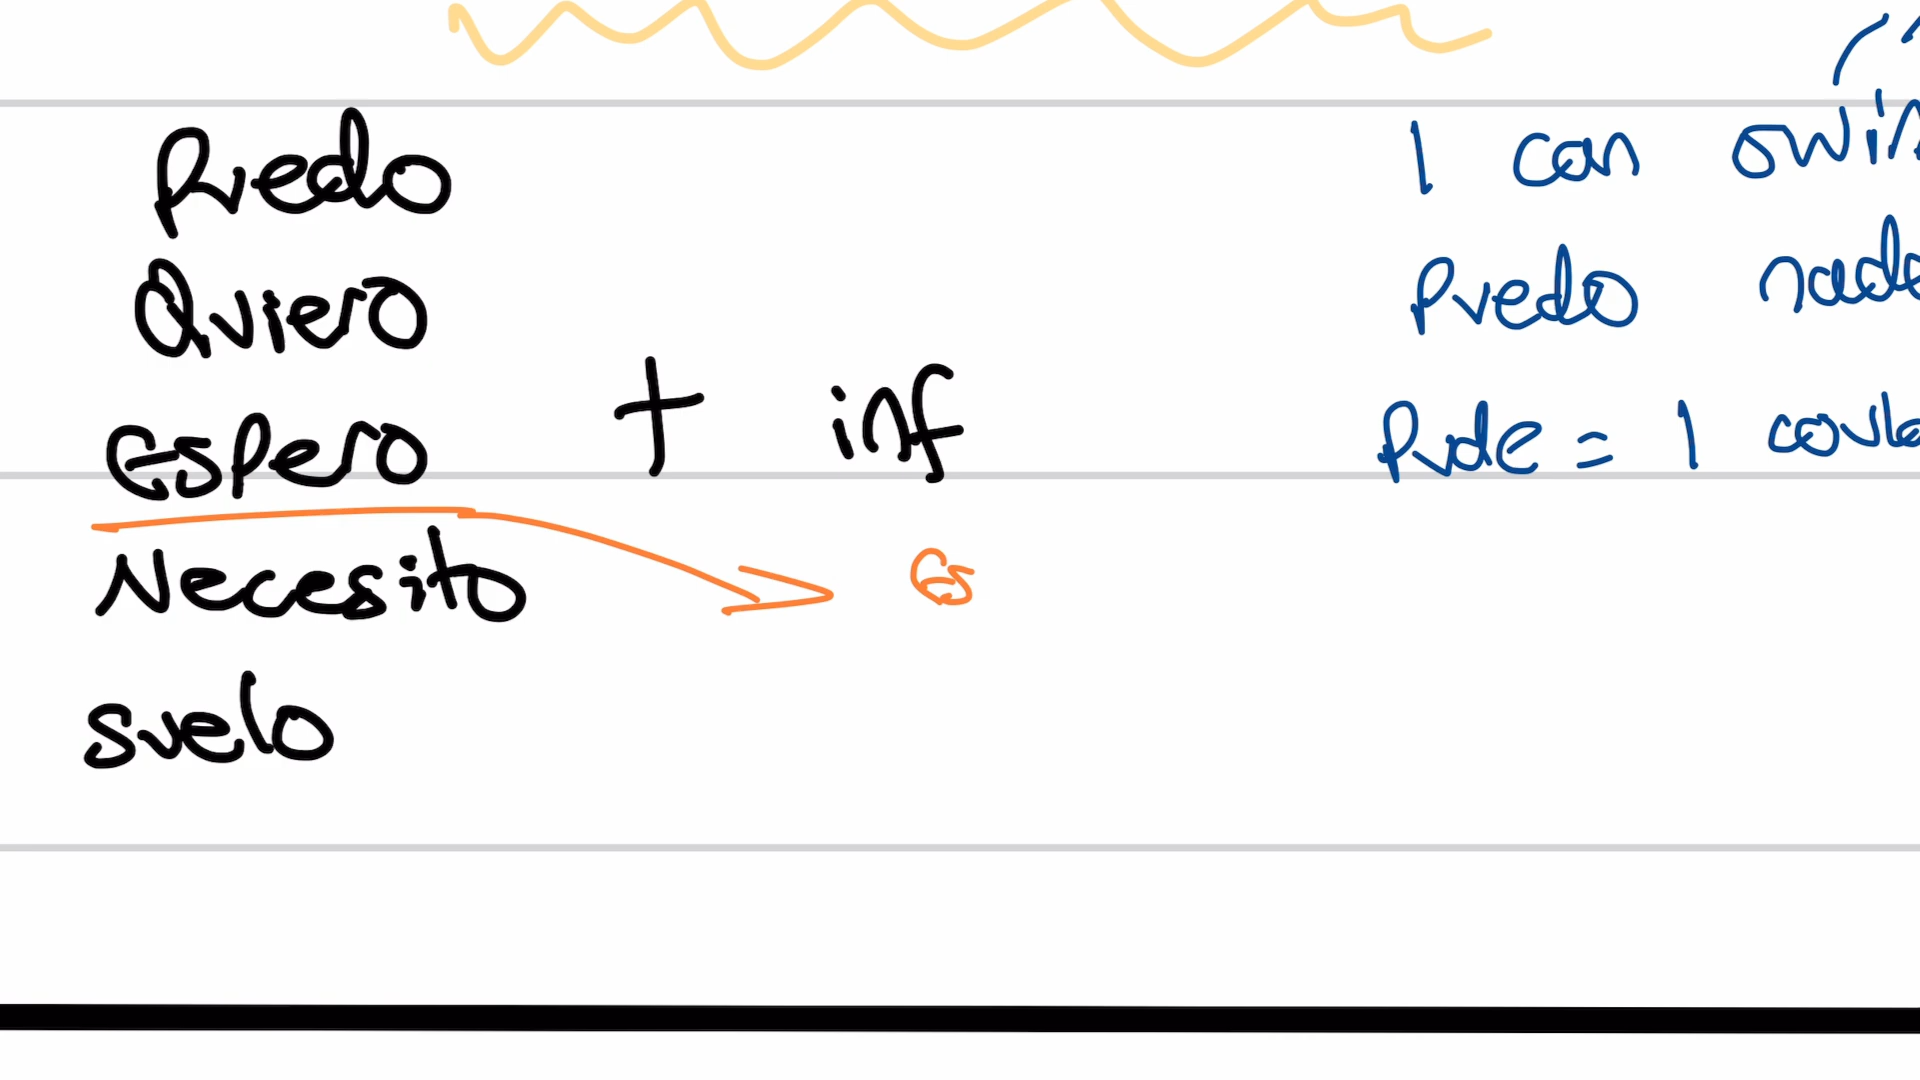 Puedo
Quiero
Espero + inf
Necesito
suelo
Es
I can
Puedo
Pude = I